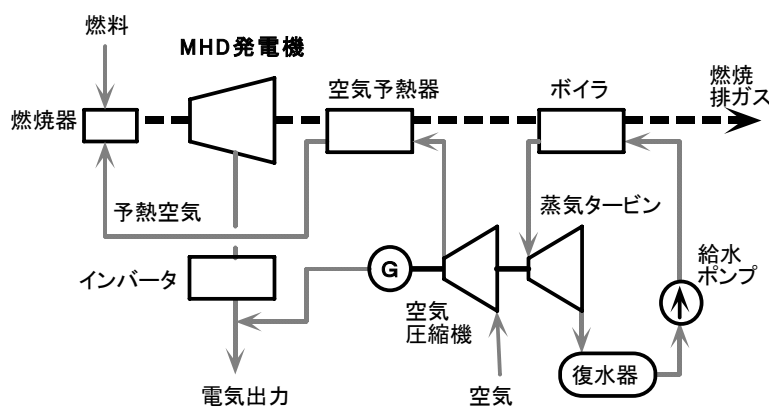 燃料
MHD発電機
空気予熱器
ボイラ
燃焼
排ガス
燃焼器
予熱空気
蒸気タービン
インバータ
G
空気
圧縮機
給水
ポンプ
復水器
電気出力
空気